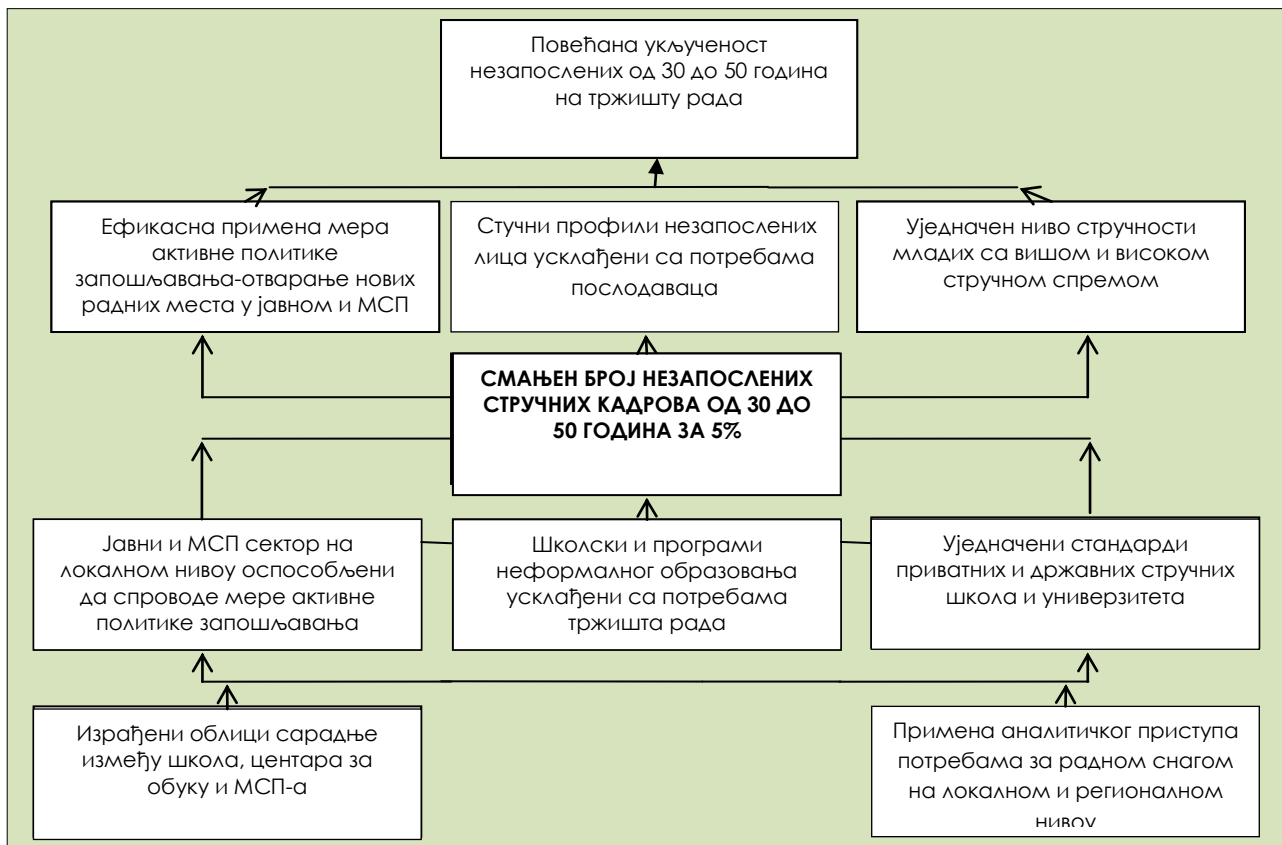 Повећана укљученост
незапослених од 30 до 50 година
на тржишту рада
Ефикасна примена мера
активне политике
запошљавања-отварање нових
радних места у јавном и МСП
Стучни профили незапослених
лица усклађени са потребама
послодаваца
Уједначен ниво стручности
младих са вишом и високом
стручном спремом
СМАЊЕН БРОЈ НЕЗАПОСЛЕНИХ
СТРУЧНИХ КАДРОВА ОД 30 ДО
50 ГОДИНА ЗА 5%
Јавни и МСП сектор на
локалном нивоу оспособљени
да спроводе мере активне
политике запошљавања
Школски и програми
неформалног образовања
усклађени са потребама
тржишта рада
Уједначени стандарди
приватних и државних стручних
школа и универзитета
Израђени облици сарадње
између школа, центара за
обуку и МСП-а
Примена аналитичког приступа
потребама за радном снагом
на локалном и регионалном
нивоу